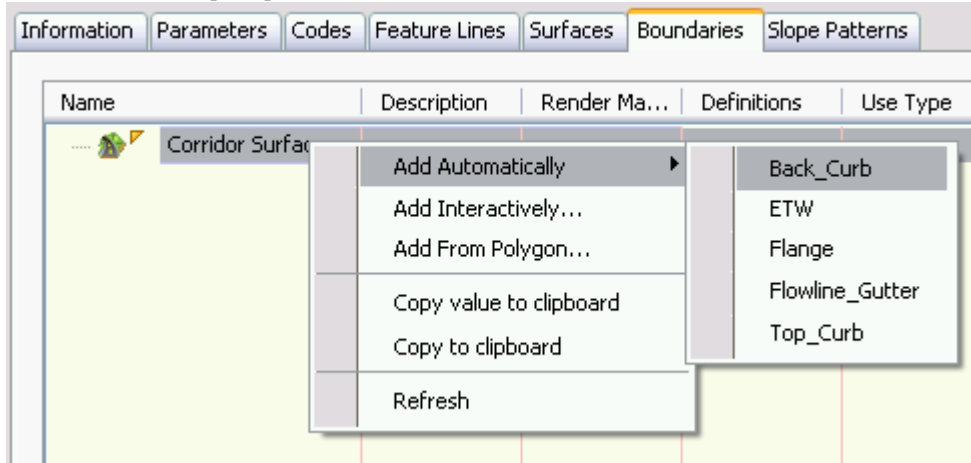 Information Parameters Codes Feature Lines Surfaces Boundaries Slope Patterns
Name Description Render Ma... Definitions Use Type
Corridor Surfac
Add Automatically Back_Curb
Add Interactively... ETW
Add From Polygon... Flange
Copy value to clipboard Flowline_Gutter
Copy to clipboard Top_Curb
Refresh